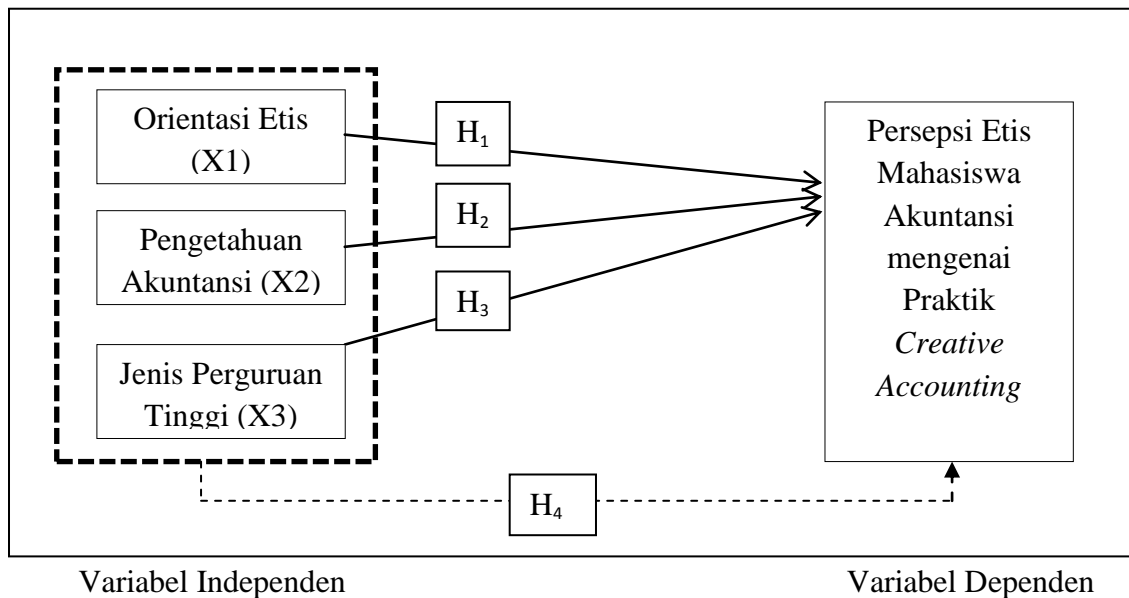 Orientasi Etis
(X1)
Pengetahuan
Akuntansi (X2)
Jenis Perguruan
Tinggi (X3)
H₁
H₂
H₃
H₄
Persepsi Etis
Mahasiswa
Akuntansi
mengenai
Praktik
Creative
Accounting
Variabel Independen
Variabel Dependen